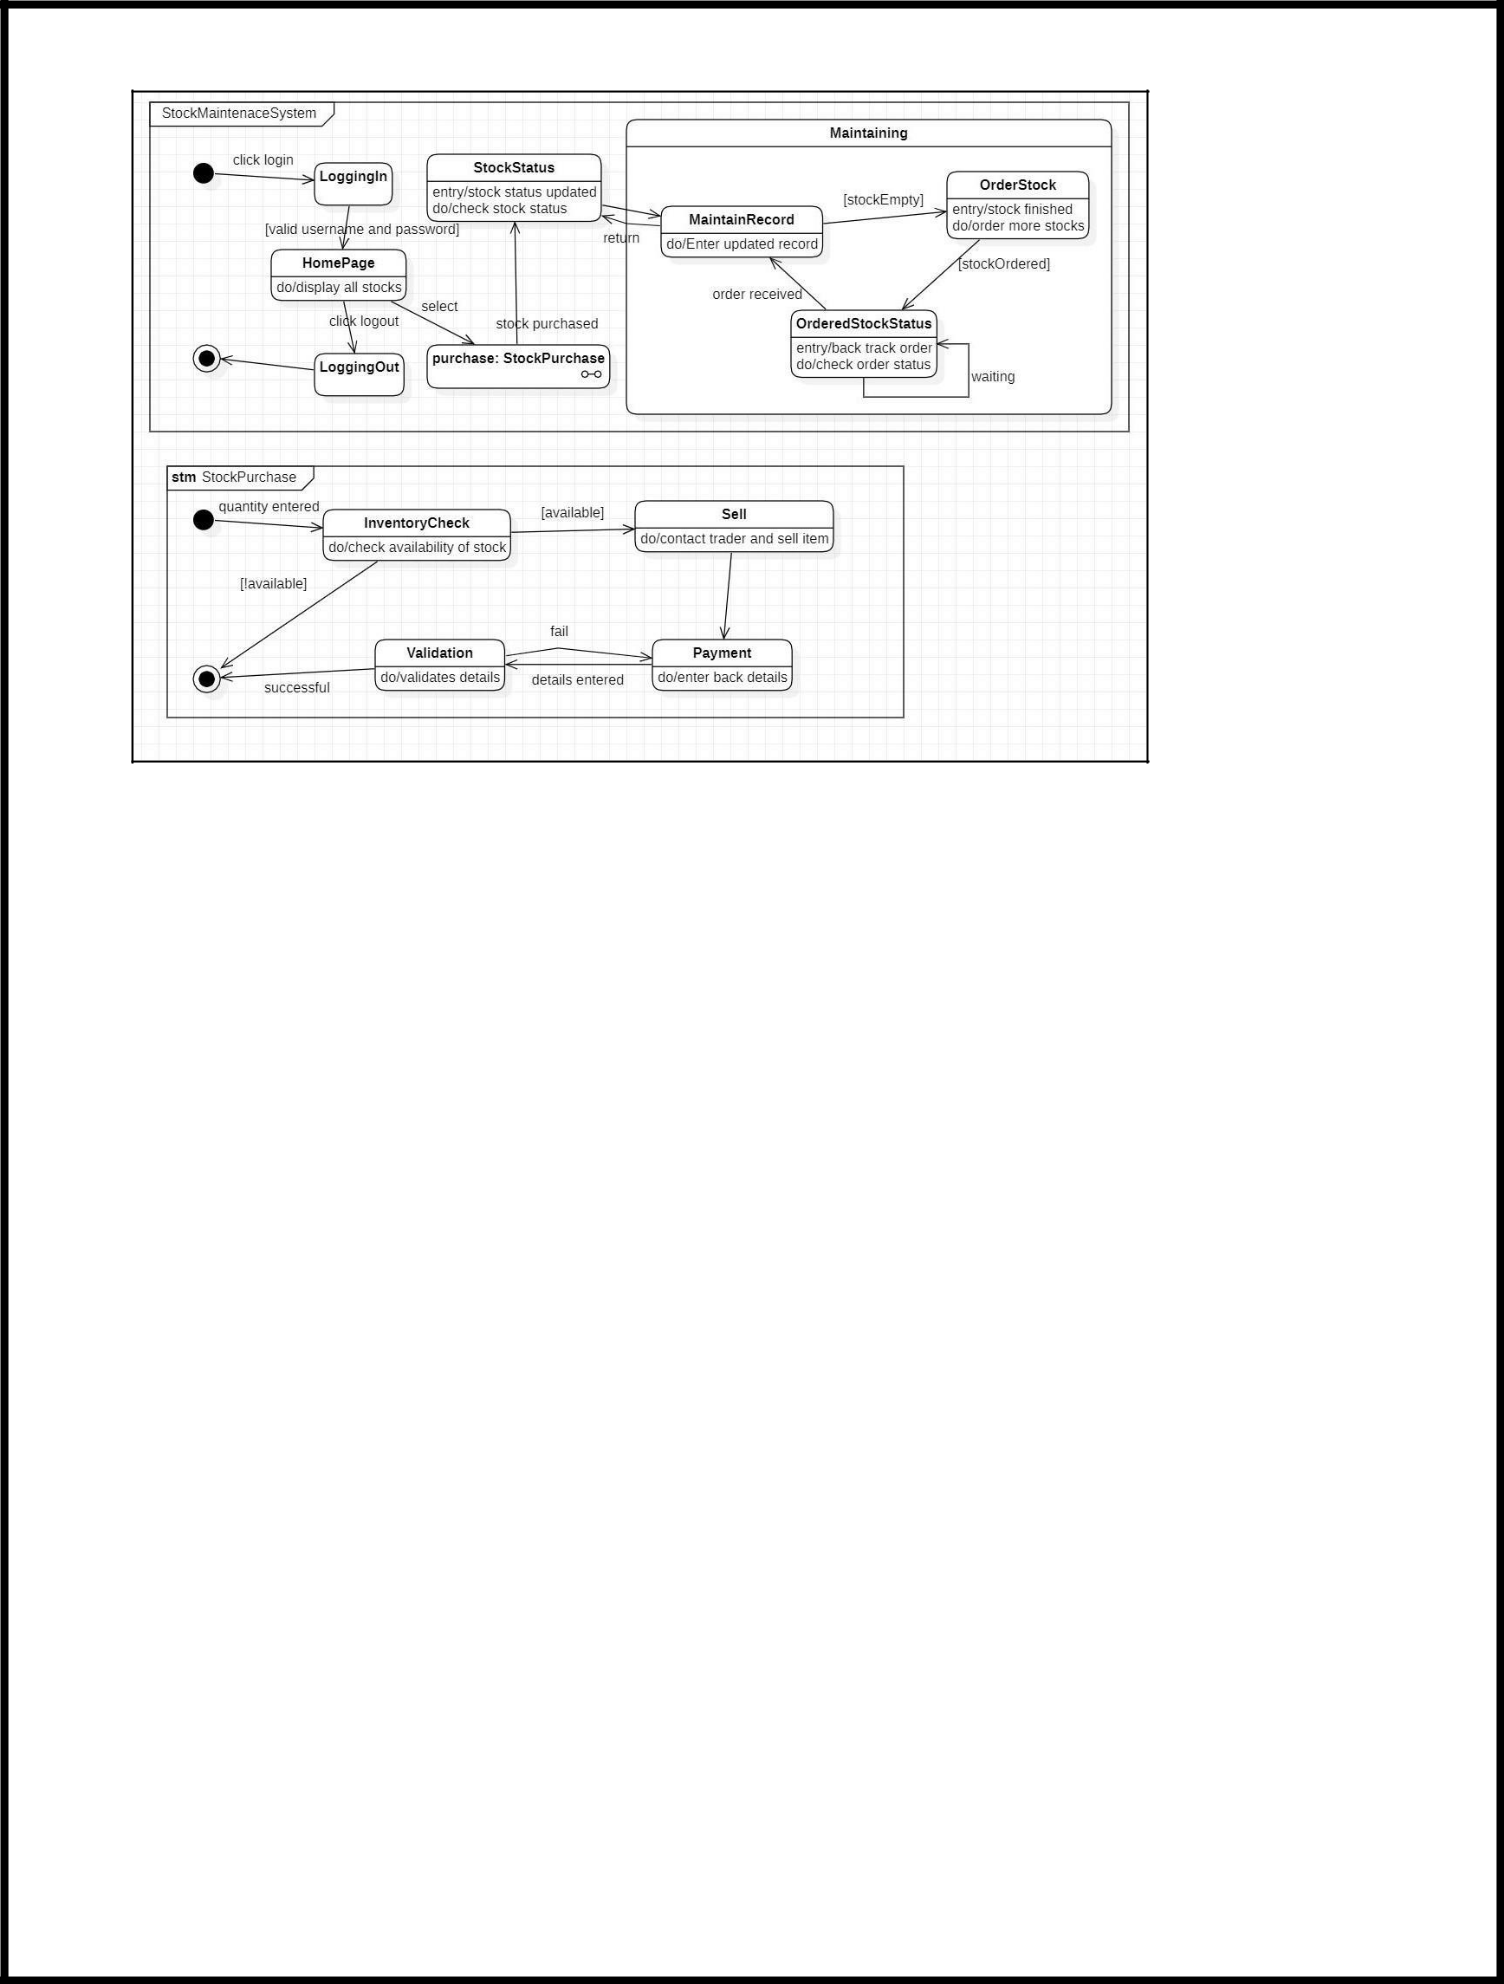 StockMaintenaceSystem
click login
LoggingIn
[valid username and password]
HomePage
do/display all stocks
click logout
LoggingOut
select
purchase: StockPurchase
stock purchased
StockStatus
entry/stock status updated
do/check stock status
return
Maintaining
MaintainRecord
do/Enter updated record
[stockEmpty]
OrderStock
entry/stock finished
do/order more stocks
[stockOrdered]
order received
OrderedStockStatus
entry/back track order
do/check order status
waiting
stm StockPurchase
quantity entered
InventoryCheck
do/check availability of stock
[available]
Sell
do/contact trader and sell item
[!available]
fail
Validation
do/validates details
Payment
do/enter back details
details entered
successful